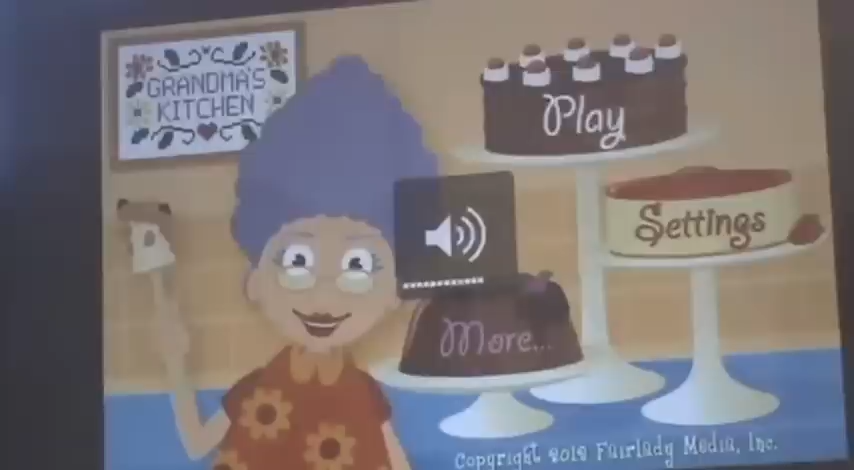 GRANDMA'S
KITCHEN
Play
Settings
More...
Copyright 2012 Fairlady Media, Inc.